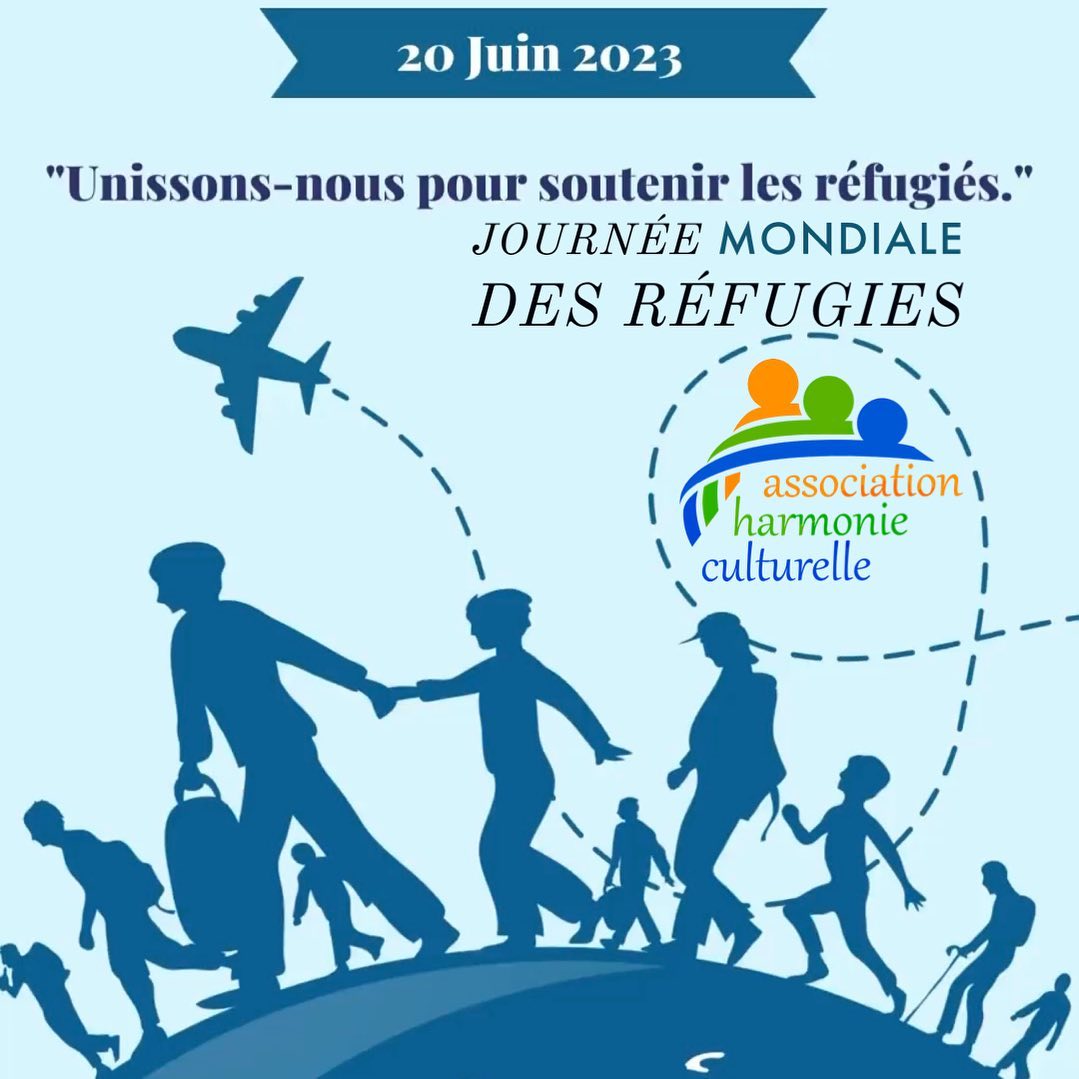 20 Juin 2023
"Unissons-nous pour soutenir les réfugiés."
JOURNÉE MONDIALE
DES RÉFUGIES
association
harmonie
culturelle